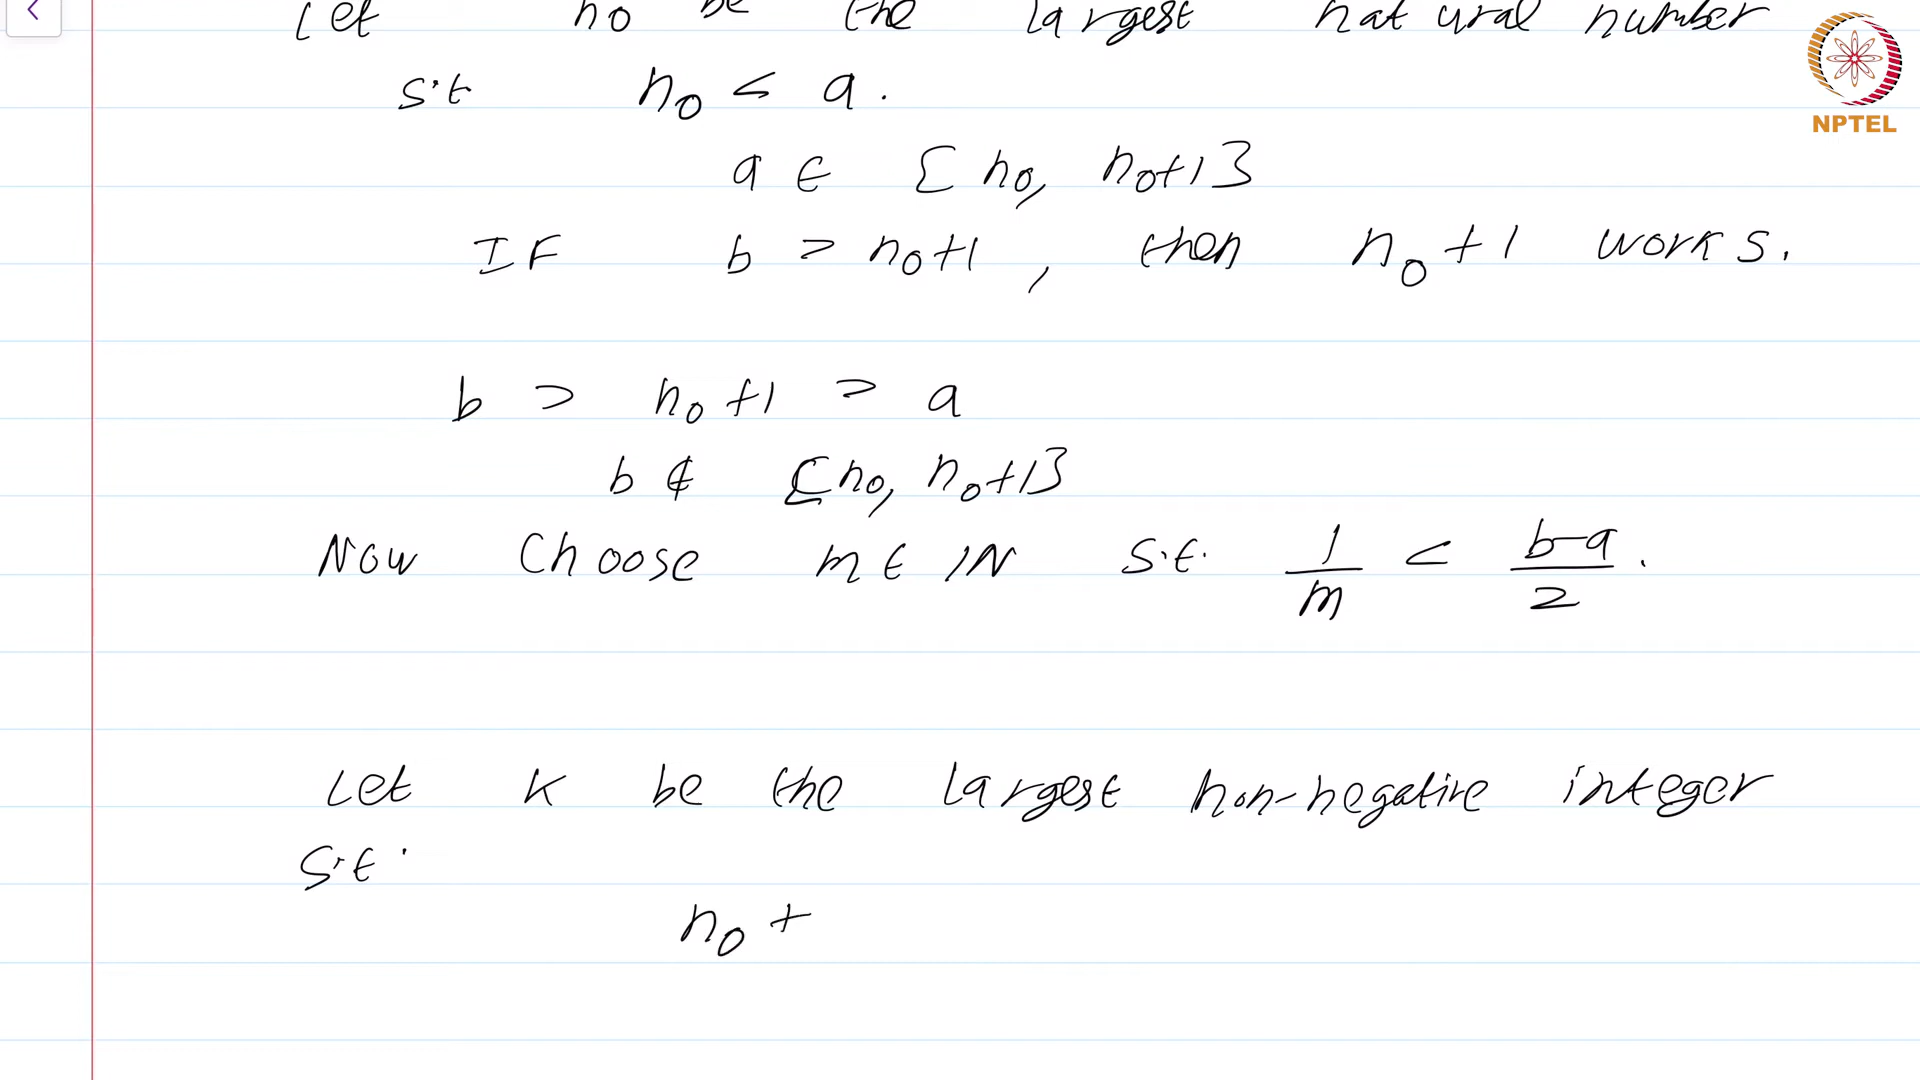 Let n₀ be the largest natural number
s.t n₀ < a.
NPTEL
a ∈ [n₀, n₀+1]
IF b > n₀+1, then n₀+1 works.
b > n₀+1 > a
b ∉ [n₀, n₀+1]
Now choose m ∈ IN s.t. 1/m < b-a/2.
Let K be the largest non-negative integer
s.t.
n₀ +